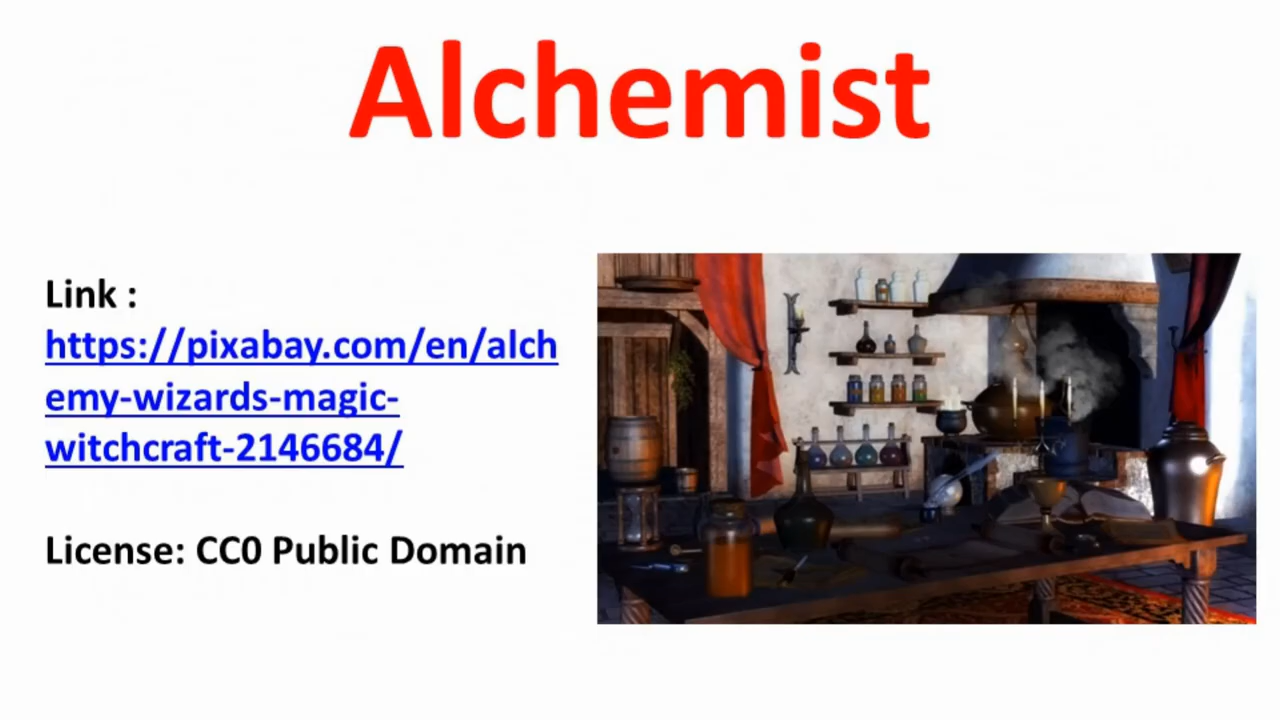 Alchemist
Link :
https://pixabay.com/en/alch
emy-wizards-magic-
witchcraft-2146684/
License: CC0 Public Domain